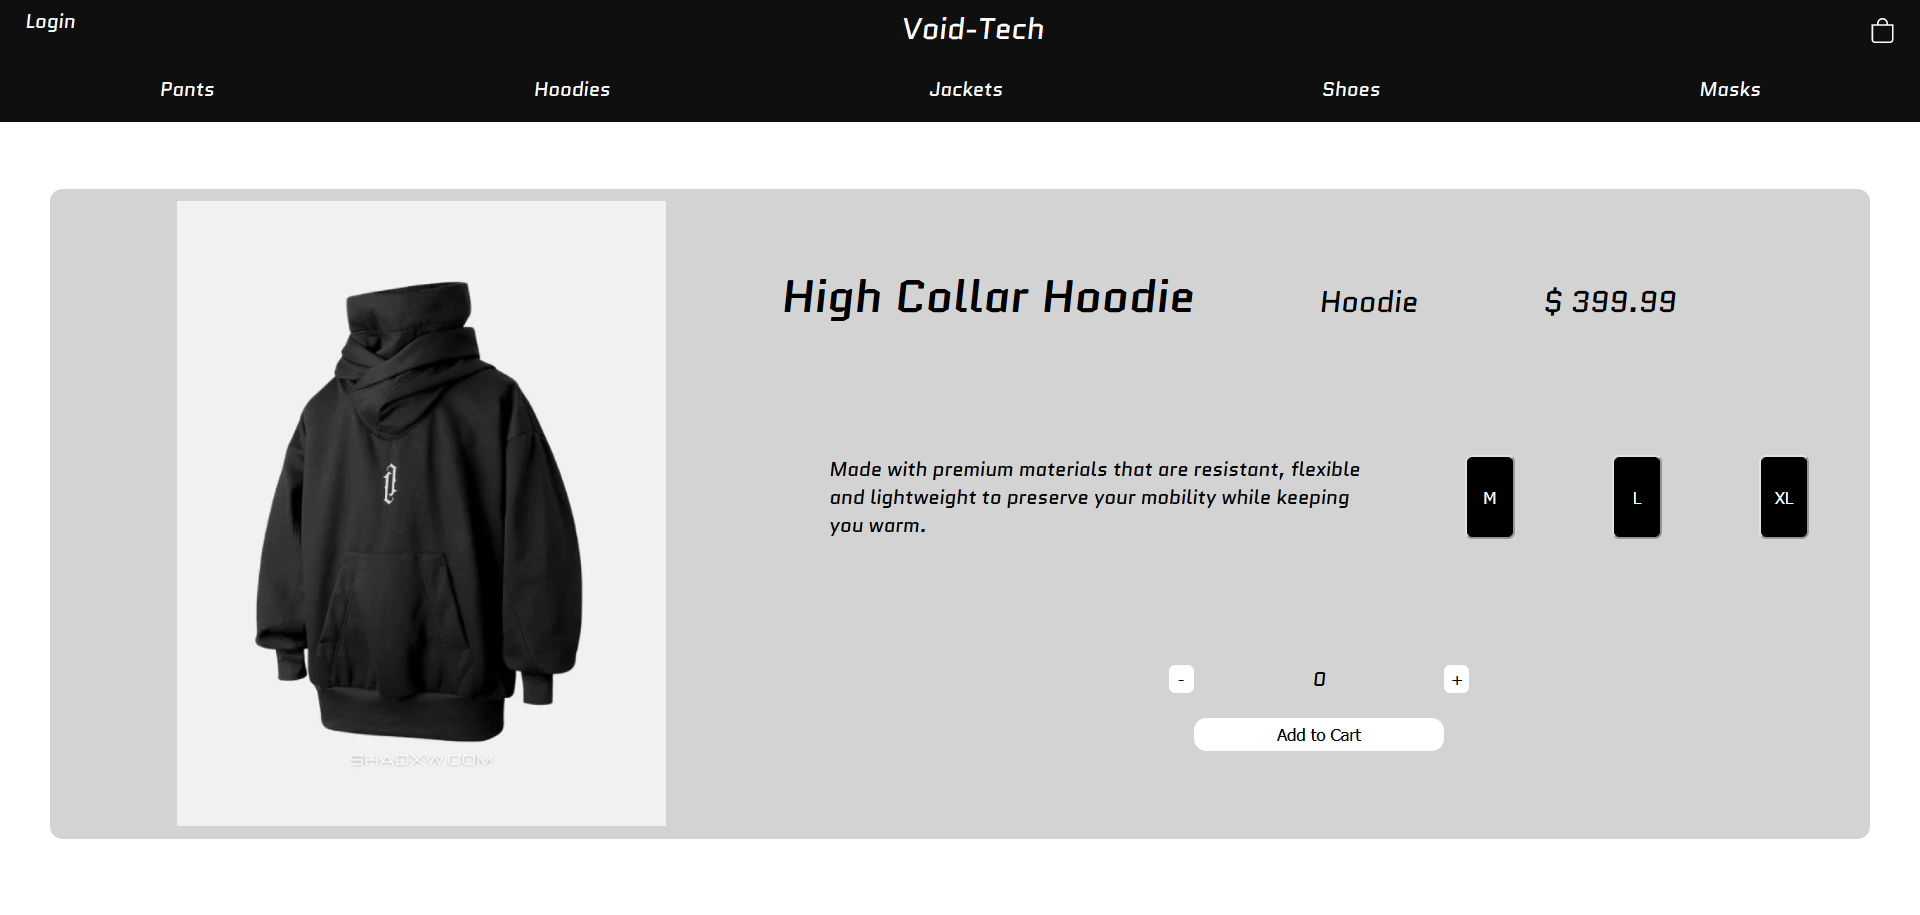 Login
Void-Tech
Pants
Hoodies
Jackets
Shoes
Masks
High Collar Hoodie
Hoodie
$ 399.99
Made with premium materials that are resistant, flexible
and lightweight to preserve your mobility while keeping
you warm.
M
L
XL
-
0
+
Add to Cart
SHADXW.COM